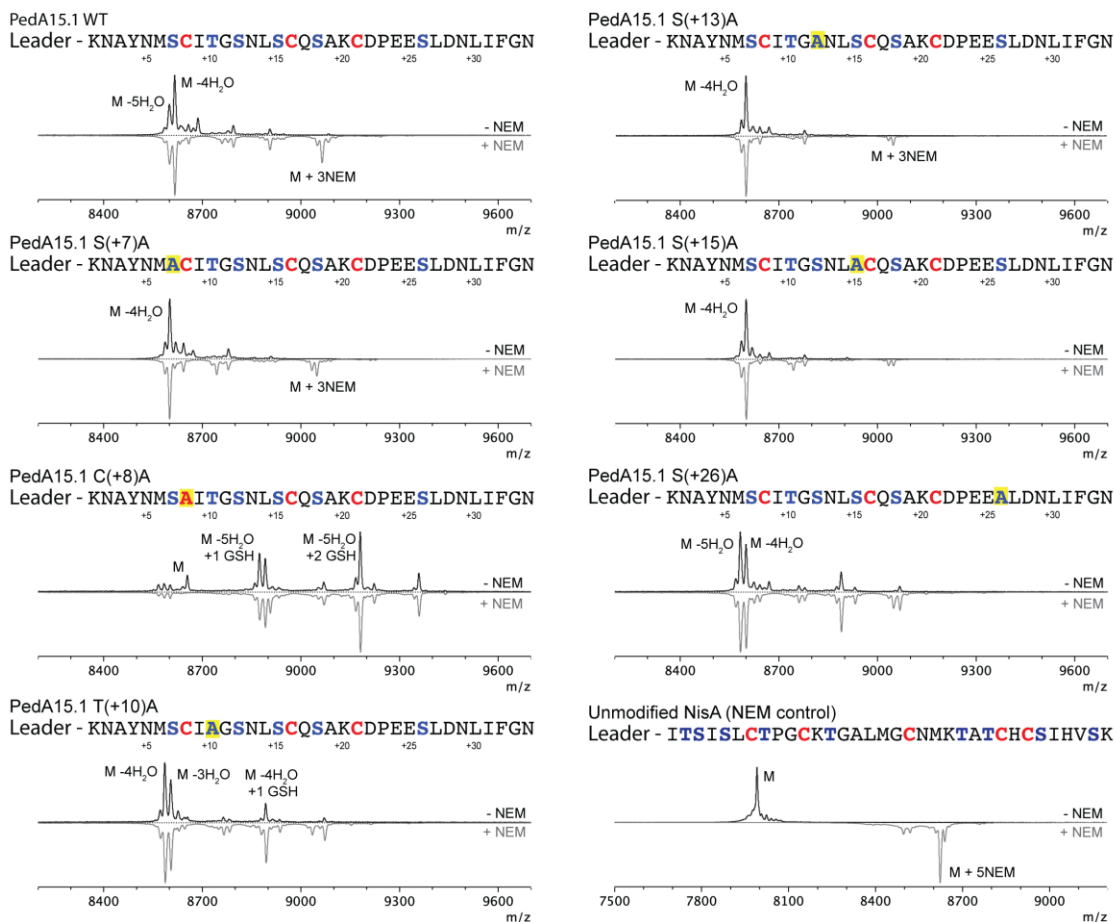 PedA15.1 WT
Leader - KNAYNMSCITGSNLSCQSAKCDPEESLDNLIFGN
+5 +10 +15 +20 +25 +30
M -5H₂O
M -4H₂O
- NEM
+ NEM
M + 3NEM
8400 8700 9000 9300 9600
m/z
PedA15.1 S(+7)A
Leader - KNAYNMACITGSNLSCQSAKCDPEESLDNLIFGN
+5 +10 +15 +20 +25 +30
M -4H₂O
- NEM
+ NEM
M + 3NEM
8400 8700 9000 9300 9600
m/z
PedA15.1 C(+8)A
Leader - KNAYNMSAITGSNLSCQSAKCDPEESLDNLIFGN
+5 +10 +15 +20 +25 +30
M
M -5H₂O
+1 GSH
M -5H₂O
+2 GSH
- NEM
+ NEM
8400 8700 9000 9300 9600
m/z
PedA15.1 T(+10)A
Leader - KNAYNMSCIAGSNLSCQSAKCDPEESLDNLIFGN
+5 +10 +15 +20 +25 +30
M -4H₂O
M -3H₂O
M -4H₂O
+1 GSH
- NEM
+ NEM
8400 8700 9000 9300 9600
m/z
PedA15.1 S(+13)A
Leader - KNAYNMSCITGANLSCQSAKCDPEESLDNLIFGN
+5 +10 +15 +20 +25 +30
M -4H₂O
- NEM
+ NEM
M + 3NEM
8400 8700 9000 9300 9600
m/z
PedA15.1 S(+15)A
Leader - KNAYNMSCITGSNLACQSAKCDPEESLDNLIFGN
+5 +10 +15 +20 +25 +30
M -4H₂O
- NEM
+ NEM
8400 8700 9000 9300 9600
m/z
PedA15.1 S(+26)A
Leader - KNAYNMSCITGSNLSCQSAKCDPEEALDNLIFGN
+5 +10 +15 +20 +25 +30
M -5H₂O
M -4H₂O
- NEM
+ NEM
8400 8700 9000 9300 9600
m/z
Unmodified NisA (NEM control)
Leader - ITSISLCTPGCKTGALMGCNMKTATCHCSIHVSK
M
- NEM
+ NEM
M + 5NEM
7500 7800 8100 8400 8700 9000
m/z